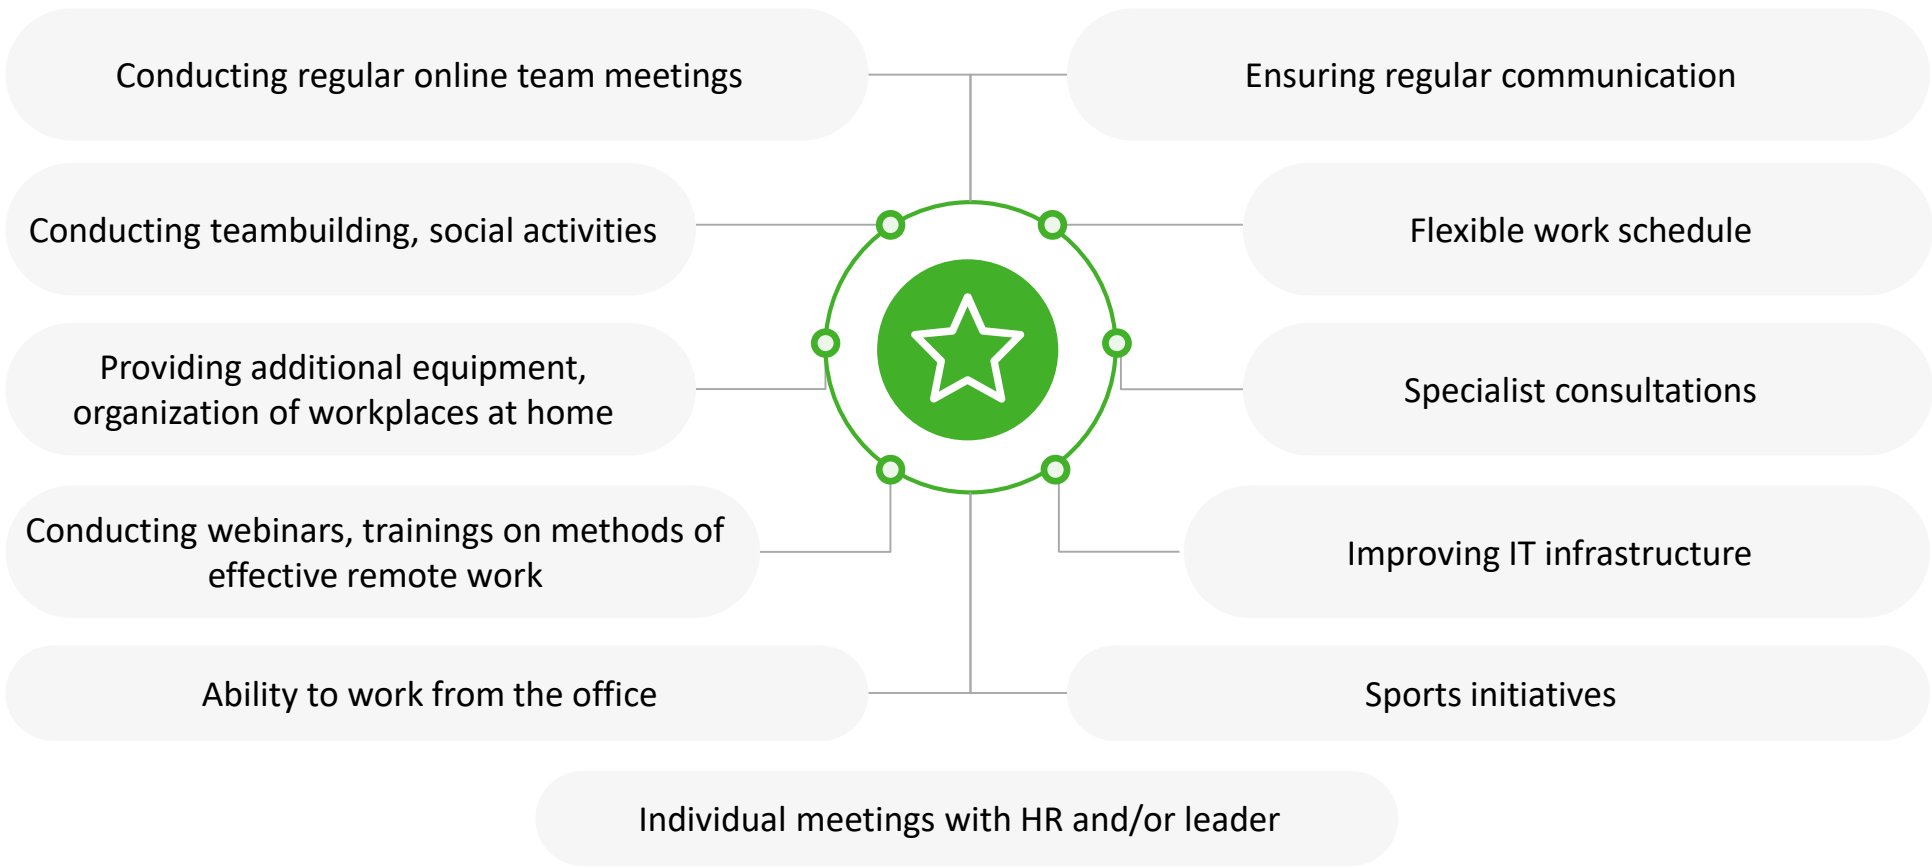 Conducting regular online team meetings
Ensuring regular communication
Conducting teambuilding, social activities
Flexible work schedule
Providing additional equipment,
organization of workplaces at home
Specialist consultations
Conducting webinars, trainings on methods of
effective remote work
Improving IT infrastructure
Ability to work from the office
Sports initiatives
Individual meetings with HR and/or leader